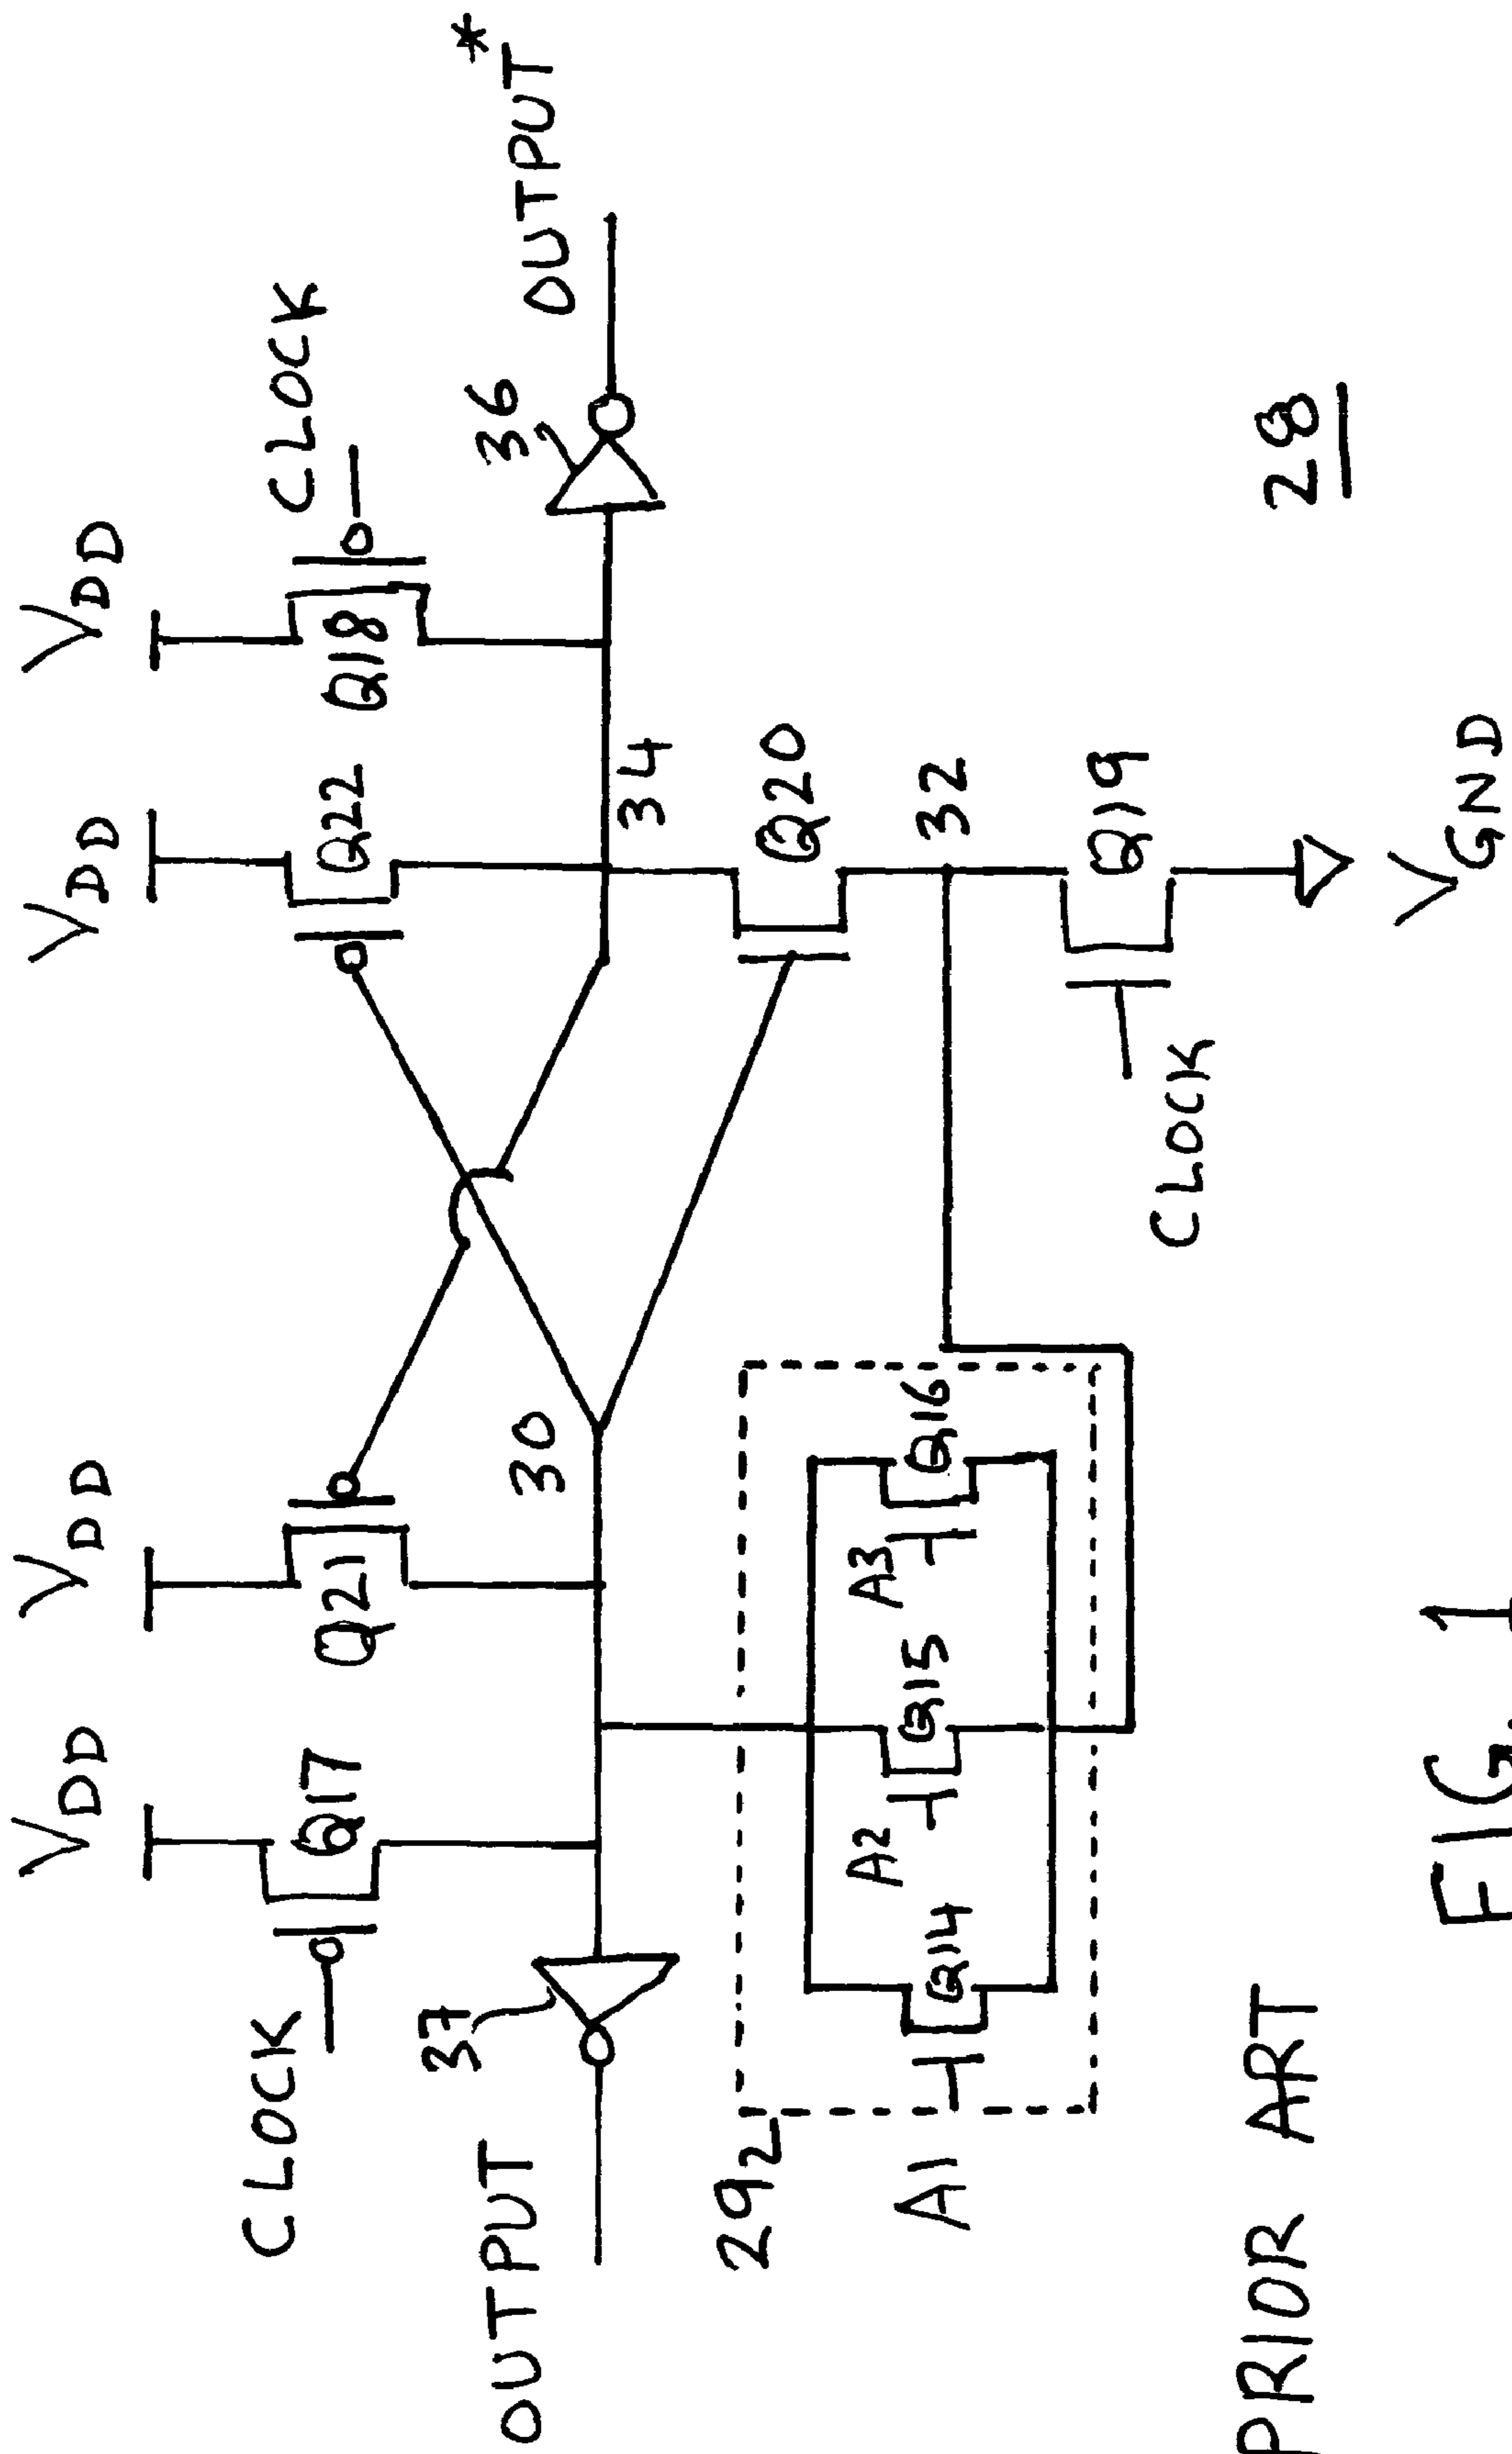 VDD
VDD
VDD
VDD
CLOCK
Q17
Q21
Q22
Q18
CLOCK
OUTPUT
37
30
34
36
OUTPUT*
29
A1
Q14
A2
Q15
A3
Q16
Q20
32
CLOCK
Q19
VGND
28
PRIOR ART
FIG. 1